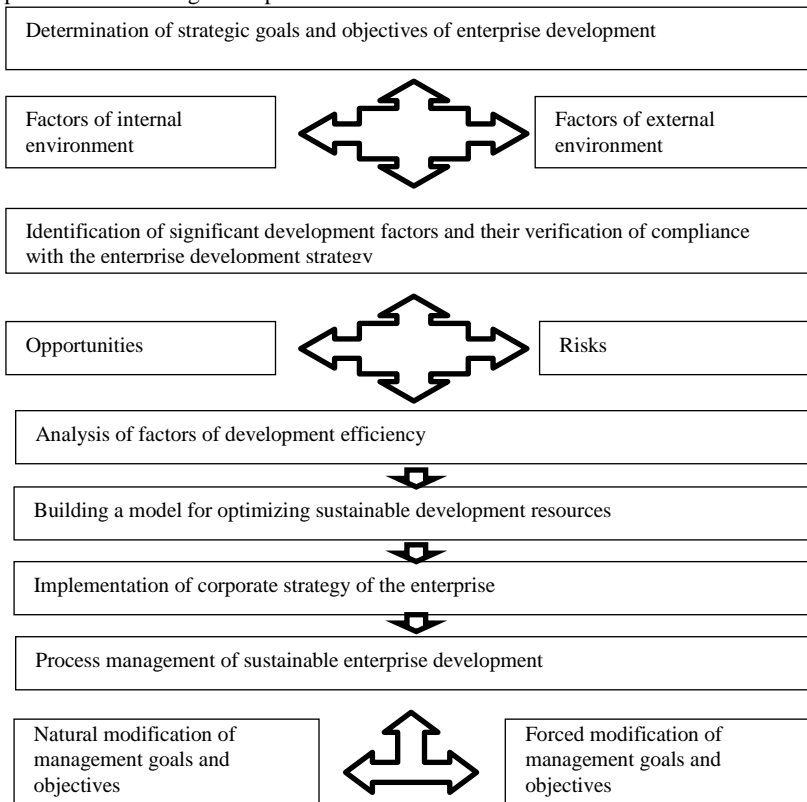 Determination of strategic goals and objectives of enterprise development
Factors of internal
environment
Factors of external
environment
Identification of significant development factors and their verification of compliance
with the enterprise development strategy
Opportunities
Risks
Analysis of factors of development efficiency
Building a model for optimizing sustainable development resources
Implementation of corporate strategy of the enterprise
Process management of sustainable enterprise development
Natural modification of
management goals and
objectives
Forced modification of
management goals and
objectives